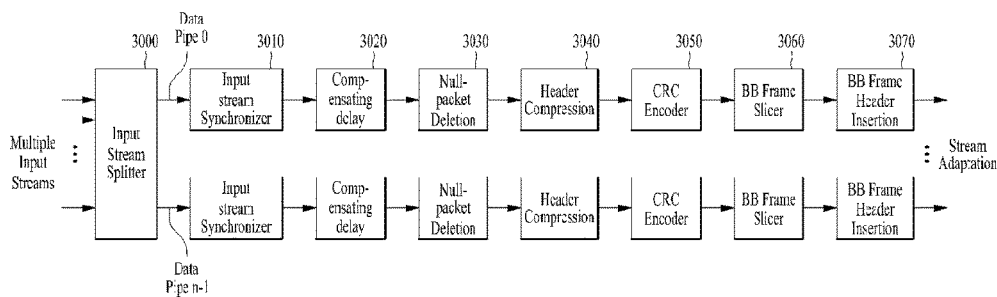 3000
Data
Pipe 0
3010
3020
3030
3040
3050
3060
3070
Multiple
Input
Streams
Input
Stream
Splitter
Input
stream
Synchronizer
Comp-
ensating
delay
Null-
packet
Deletion
Header
Compression
CRC
Encoder
BB Frame
Slicer
BB Frame
Header
Insertion
Stream
Adaptation
Input
stream
Synchronizer
Comp-
ensating
delay
Null-
packet
Deletion
Header
Compression
CRC
Encoder
BB Frame
Slicer
BB Frame
Header
Insertion
Data
Pipe n-1